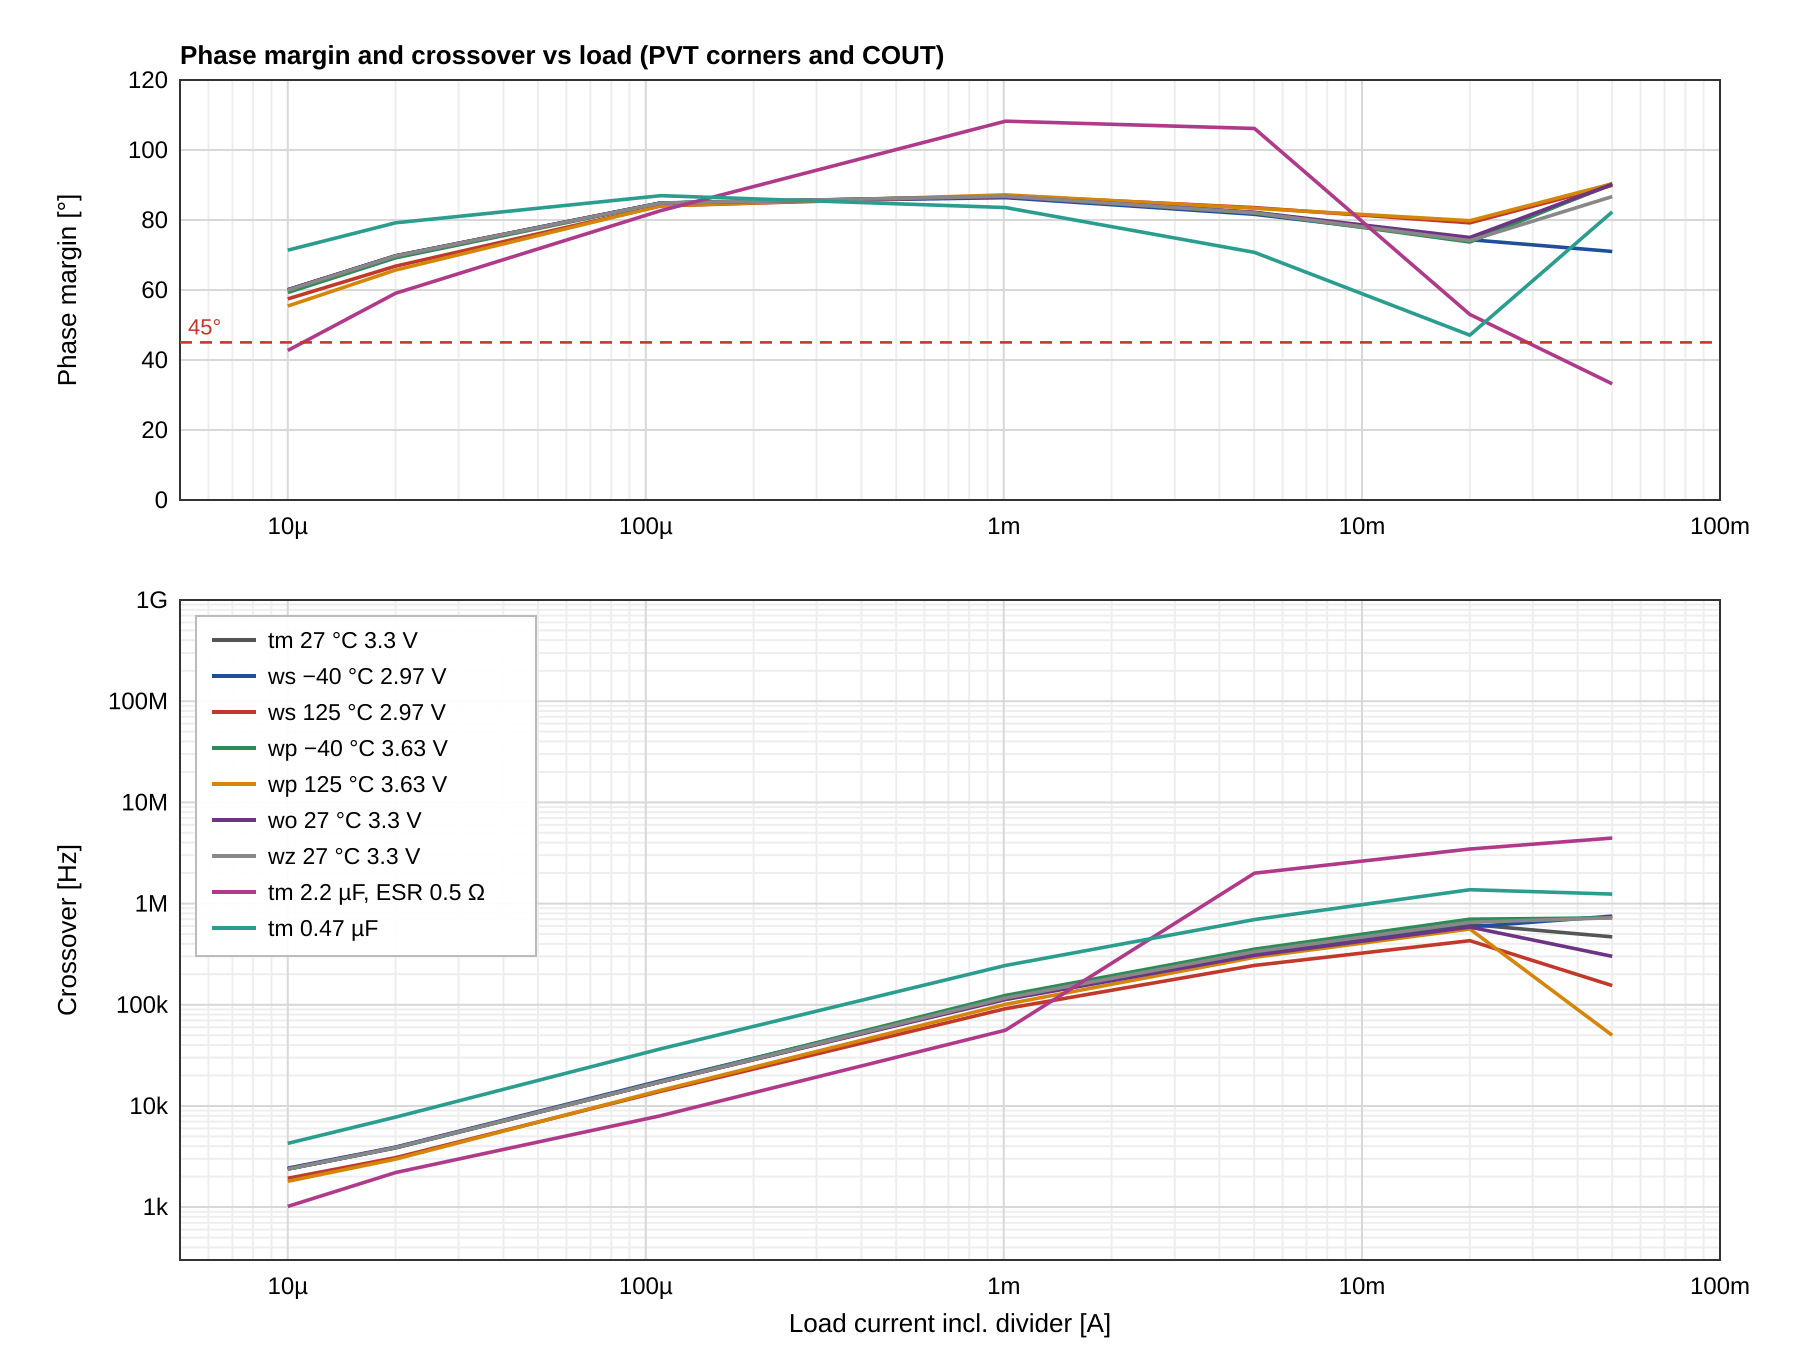 Phase margin and crossover vs load (PVT corners and COUT)
120
100
80
60
40
20
0
Phase margin [°]
45°
10µ 100µ 1m 10m 100m
1G
100M
10M
1M
100k
10k
1k
Crossover [Hz]
tm 27 °C 3.3 V
ws −40 °C 2.97 V
ws 125 °C 2.97 V
wp −40 °C 3.63 V
wp 125 °C 3.63 V
wo 27 °C 3.3 V
wz 27 °C 3.3 V
tm 2.2 µF, ESR 0.5 Ω
tm 0.47 µF
10µ 100µ 1m 10m 100m
Load current incl. divider [A]